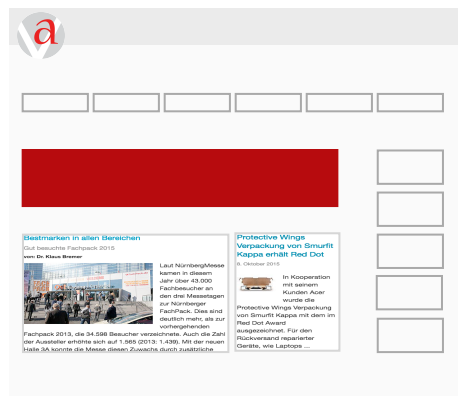 va
Bestmarken in allen Bereichen
Gut besuchte Fachpack 2015
von: Dr. Klaus Bremer
Laut NürnbergMesse
kamen in diesem
Jahr über 43.000
Fachbesucher an
den drei Messetagen
zur Nürnberger
FachPack. Dies sind
deutlich mehr, als zur
vorhergehenden
Fachpack 2013, die 34.598 Besucher verzeichnete. Auch die Zahl
der Aussteller erhöhte sich auf 1.565 (2013: 1.439). Mit der neuen
Halle 3A konnte die Messe diesen Zuwachs durch zusätzliche
Protective Wings
Verpackung von Smurfit
Kappa erhält Red Dot
8. Oktober 2015
In Kooperation
mit seinem
Kunden Acer
wurde die
Protective Wings Verpackung
von Smurfit Kappa mit dem im
Red Dot Award
ausgezeichnet. Für den
Rückversand reparierter
Geräte, wie Laptops ...